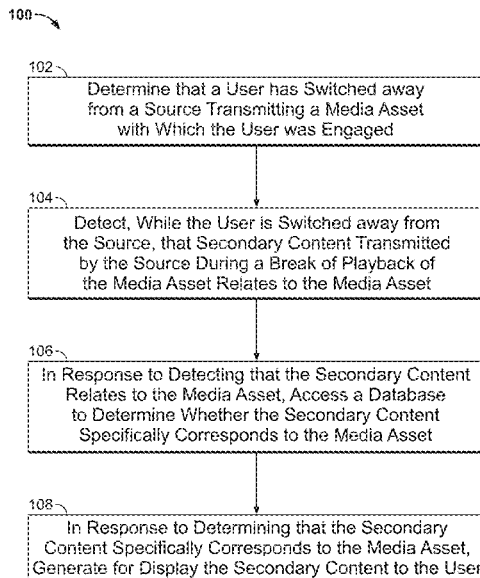 100
102
Determine that a User has Switched away
from a Source Transmitting a Media Asset
with Which the User was Engaged
104
Detect, While the User is Switched away from
the Source, that Secondary Content Transmitted
by the Source During a Break of Playback of
the Media Asset Relates to the Media Asset
106
In Response to Detecting that the Secondary Content
Relates to the Media Asset, Access a Database
to Determine Whether the Secondary Content
Specifically Corresponds to the Media Asset
108
In Response to Determining that the Secondary
Content Specifically Corresponds to the Media Asset,
Generate for Display the Secondary Content to the User